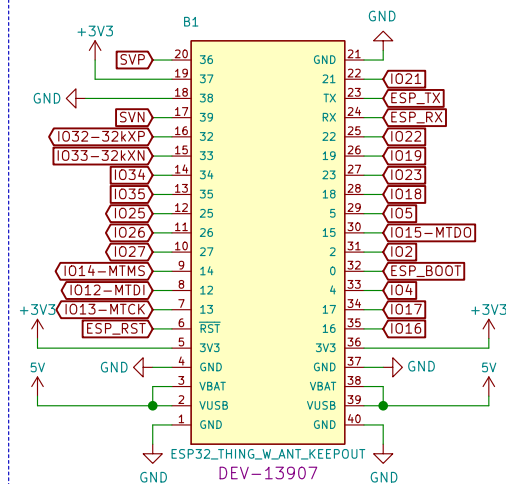 B1
GND
+3V3
SVP 20 36 GND 21
19 37 21 22 IO21
GND 18 38 TX 23 ESP_TX
SVN 17 39 RX 24 ESP_RX
IO32-32kXP 16 32 22 25 IO22
IO33-32kXN 15 33 19 26 IO19
IO34 14 34 23 27 IO23
IO35 13 35 18 28 IO18
IO25 12 25 5 29 IO5
IO26 11 26 15 30 IO15-MTDO
IO27 10 27 2 31 IO2
IO14-MTMS 9 14 0 32 ESP_BOOT
IO12-MTDI 8 12 4 33 IO4
+3V3 IO13-MTCK 7 13 17 34 IO17 +3V3
ESP_RST 6 RST 16 35 IO16
5 3V3 3V3 36
5V GND 4 GND GND 37 GND 5V
3 VBAT VBAT 38
2 VUSB VUSB 39
1 GND GND 40
ESP32_THING_W_ANT_KEEPOUT
DEV-13907
GND GND